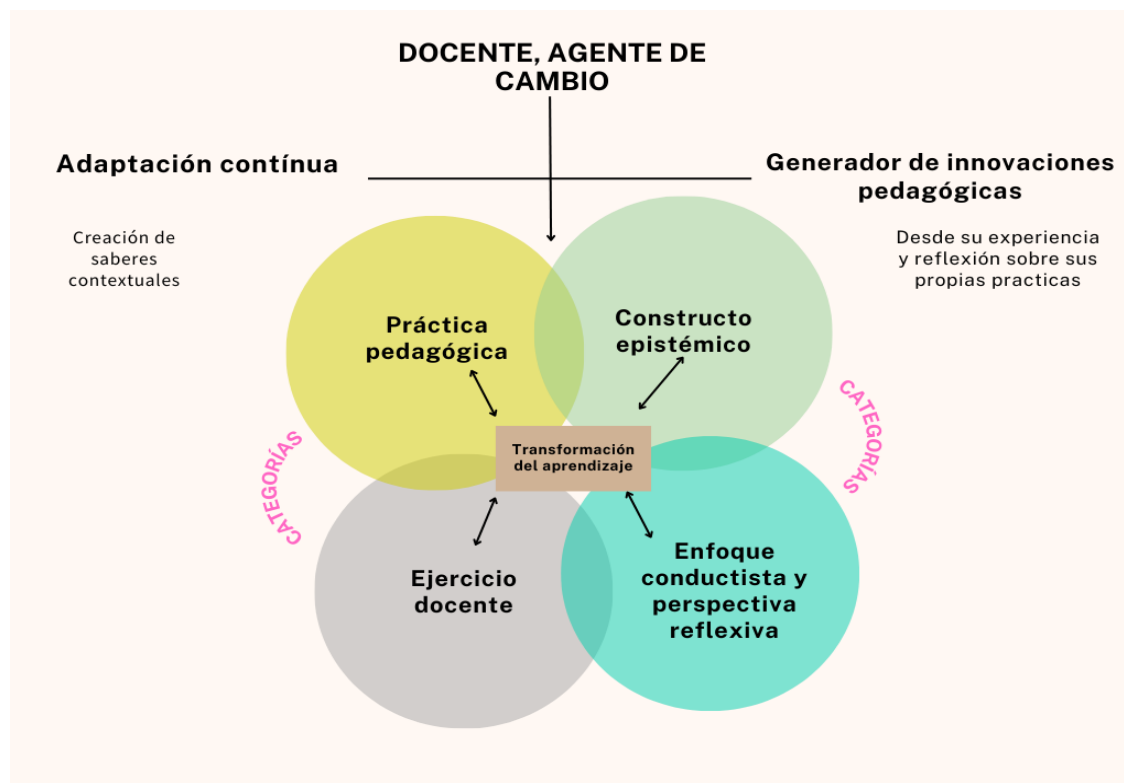 DOCENTE, AGENTE DE
CAMBIO
Adaptación contínua
Generador de innovaciones
pedagógicas
Creación de
saberes
contextuales
Desde su experiencia
y reflexión sobre sus
propias practicas
Práctica
pedagógica
Constructo
epistémico
CATEGORÍAS
CATEGORÍAS
Transformación
del aprendizaje
Ejercicio
docente
Enfoque
conductista y
perspectiva
reflexiva